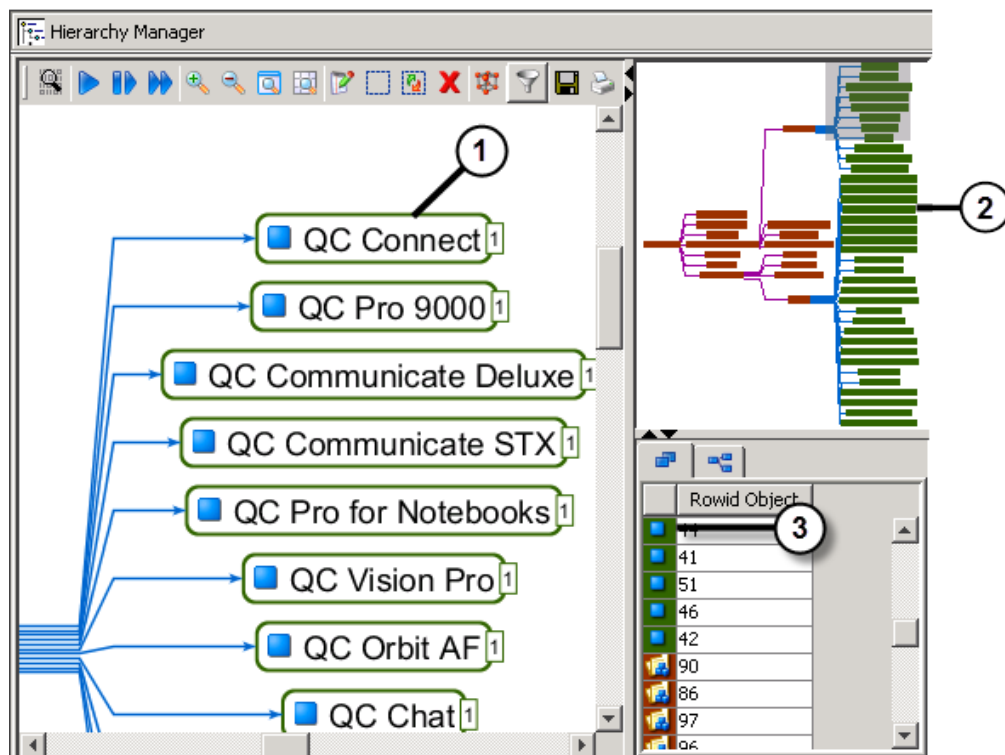 Hierarchy Manager
1
2
QC Connect 1
QC Pro 9000 1
QC Communicate Deluxe 1
QC Communicate STX 1
QC Pro for Notebooks 1
QC Vision Pro 1
QC Orbit AF 1
QC Chat 1
Rowid Object
44
3
41
51
46
42
90
86
97
96